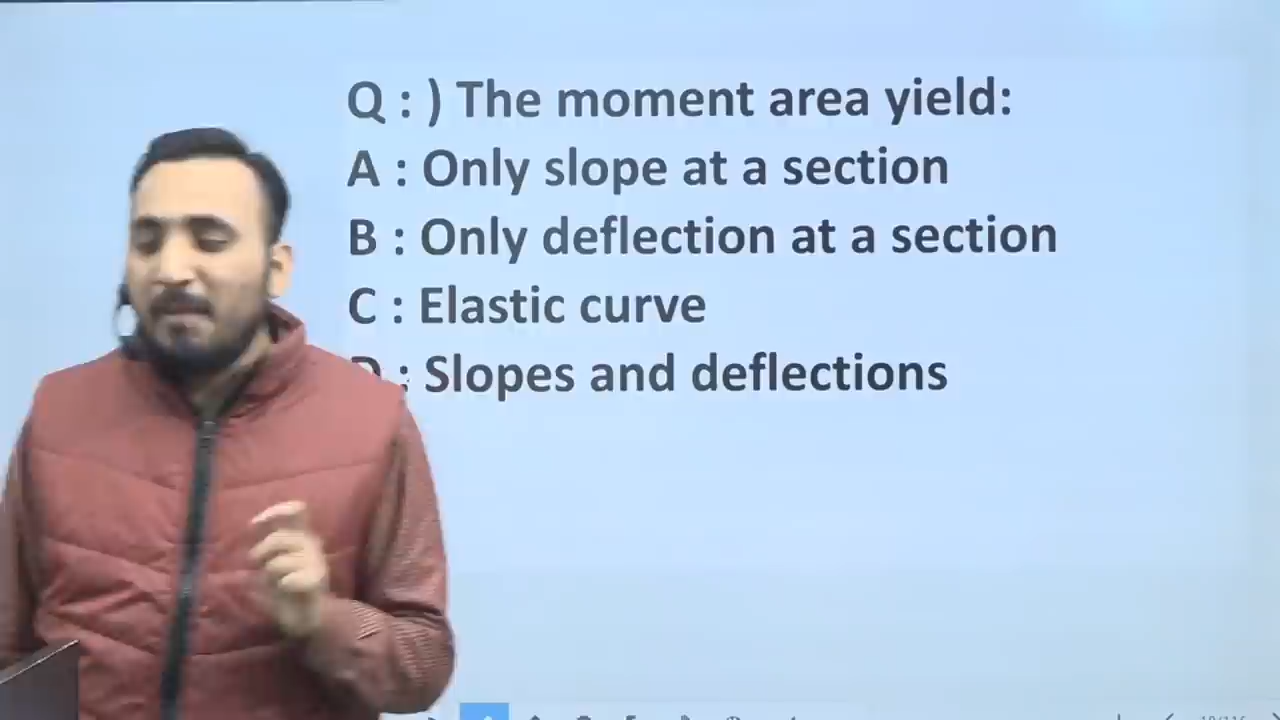 Q : ) The moment area yield:
A : Only slope at a section
B : Only deflection at a section
C : Elastic curve
D : Slopes and deflections